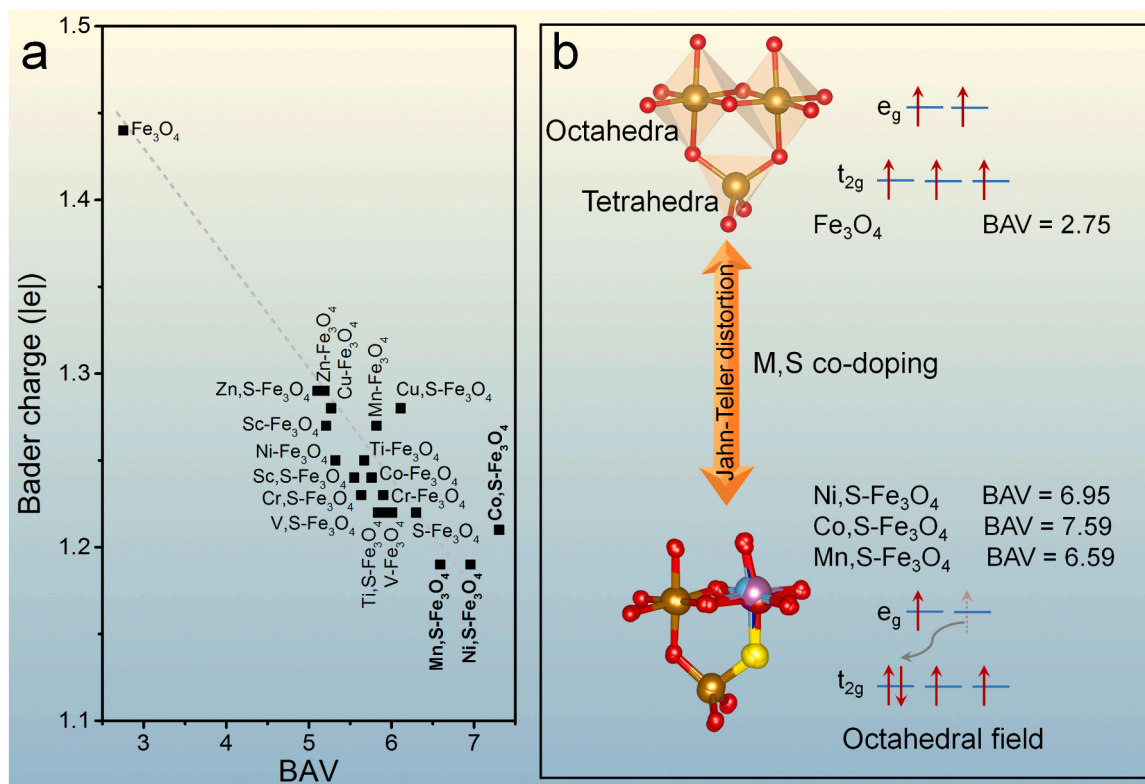 a
1.5
1.4
1.3
1.2
1.1
Bader charge (|e|)
3
4
5
6
7
BAV
Fe₃O₄
Zn,S-Fe₃O₄
Zn-Fe₃O₄
Cu-Fe₃O₄
Mn-Fe₃O₄
Cu,S-Fe₃O₄
Sc-Fe₃O₄
Ni-Fe₃O₄
Ti-Fe₃O₄
Sc,S-Fe₃O₄
Co-Fe₃O₄
Cr,S-Fe₃O₄
Cr-Fe₃O₄
V,S-Fe₃O₄
Ti,S-Fe₃O₄
V-Fe₃O₄
S-Fe₃O₄
Co,S-Fe₃O₄
Mn,S-Fe₃O₄
Ni,S-Fe₃O₄
b
Octahedra
Tetrahedra
e_g
t_2g
Fe₃O₄ BAV = 2.75
Jahn-Teller distortion
M,S co-doping
Ni,S-Fe₃O₄ BAV = 6.95
Co,S-Fe₃O₄ BAV = 7.59
Mn,S-Fe₃O₄ BAV = 6.59
e_g
t_2g
Octahedral field